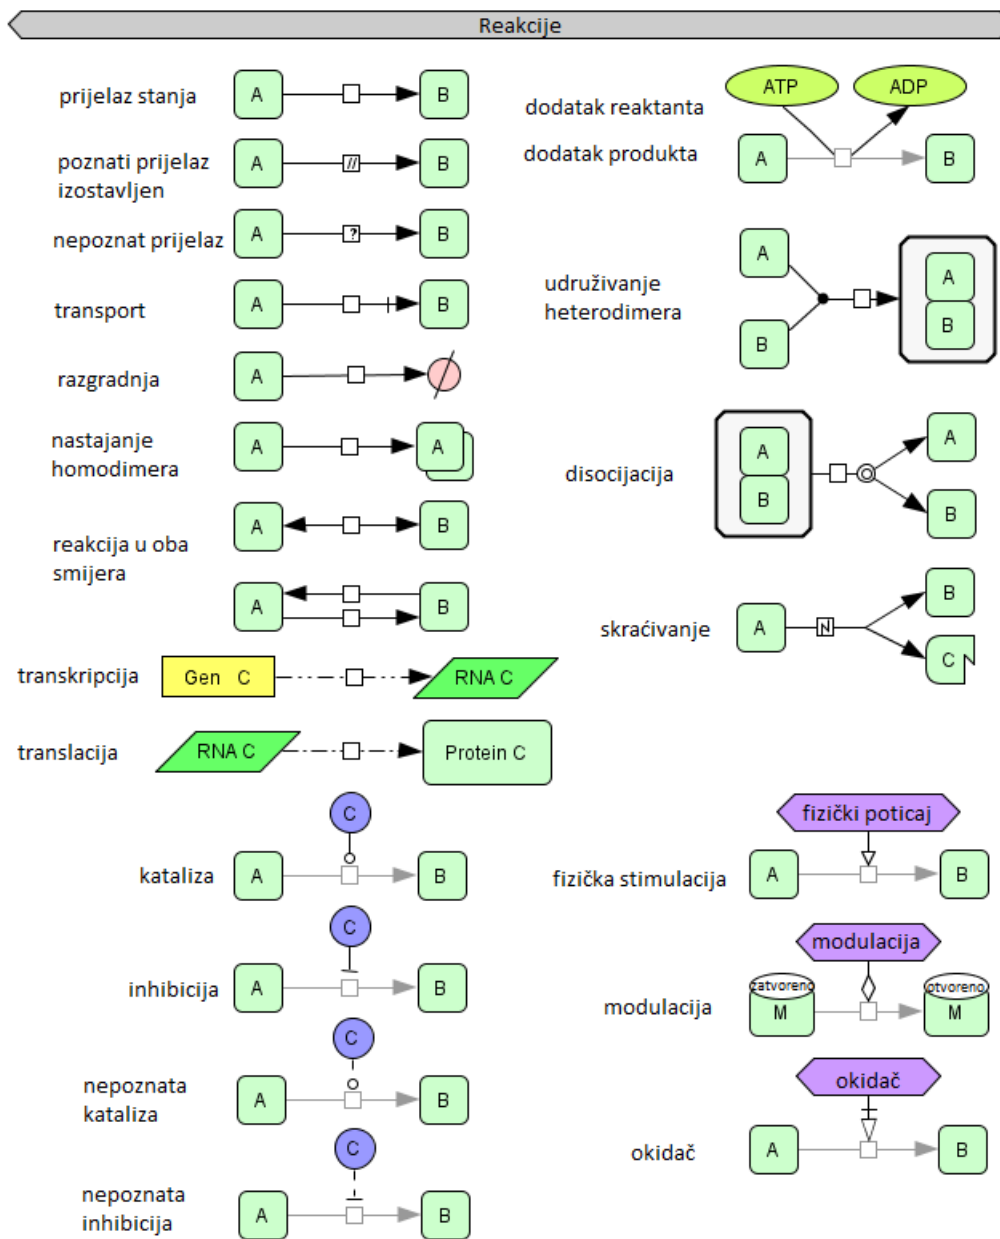 Reakcije
prijelaz stanja
A
B
poznati prijelaz
izostavljen
A
//
B
nepoznat prijelaz
A
?
B
transport
A
B
razgradnja
A
nastajanje
homodimera
A
A
reakcija u oba
smijera
A
B
A
B
transkripcija
Gen C
RNA C
translacija
RNA C
Protein C
kataliza
C
A
B
inhibicija
C
A
B
nepoznata
kataliza
C
A
B
nepoznata
inhibicija
C
A
B
dodatak reaktanta
ATP
ADP
dodatak produkta
A
B
udruživanje
heterodimera
A
B
A
B
disocijacija
A
B
A
B
skraćivanje
A
N
B
C
fizički poticaj
fizička stimulacija
A
B
modulacija
modulacija
zatvoreno
M
otvoreno
M
okidač
okidač
A
B